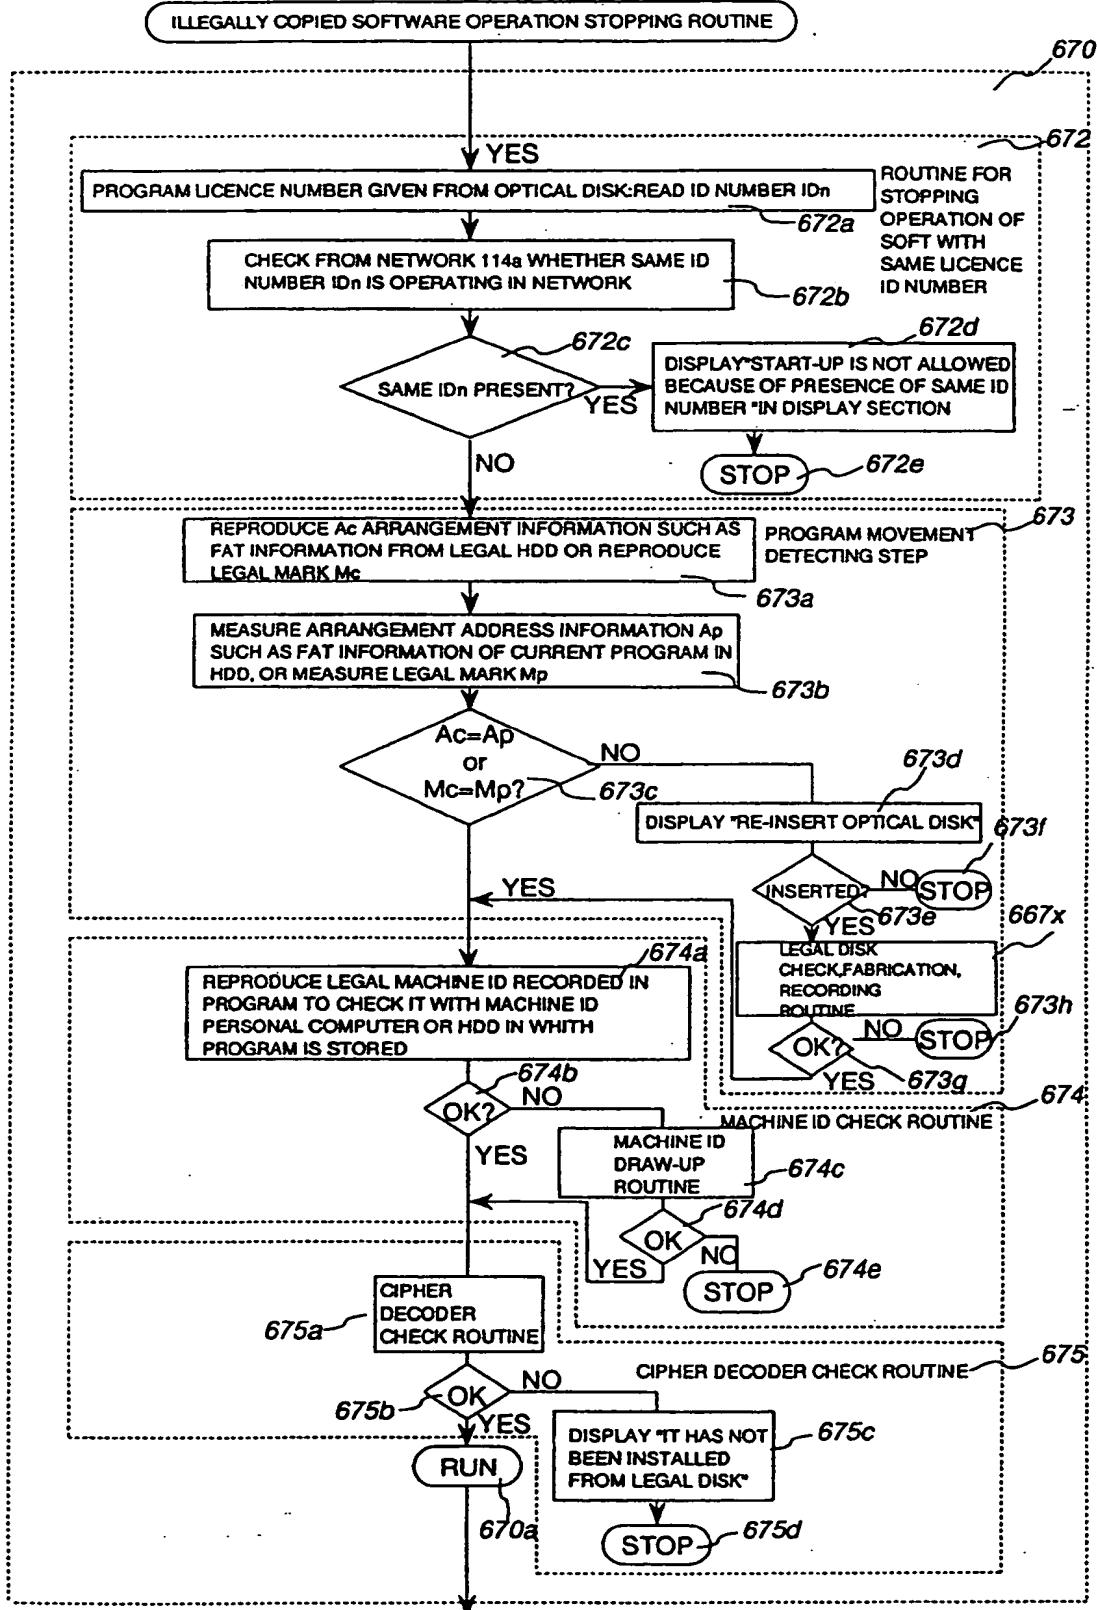 ILLEGALLY COPIED SOFTWARE OPERATION STOPPING ROUTINE
670
672
YES
PROGRAM LICENCE NUMBER GIVEN FROM OPTICAL DISK:READ ID NUMBER IDn
672a
ROUTINE FOR
STOPPING
OPERATION OF
SOFT WITH
SAME LICENCE
ID NUMBER
CHECK FROM NETWORK 114a WHETHER SAME ID
NUMBER IDn IS OPERATING IN NETWORK
672b
672c
SAME IDn PRESENT?
YES
672d
DISPLAY"START-UP IS NOT ALLOWED
BECAUSE OF PRESENCE OF SAME ID
NUMBER "IN DISPLAY SECTION
NO
STOP
672e
673
REPRODUCE Ac ARRANGEMENT INFORMATION SUCH AS
FAT INFORMATION FROM LEGAL HDD OR REPRODUCE
LEGAL MARK Mc
673a
PROGRAM MOVEMENT
DETECTING STEP
MEASURE ARRANGEMENT ADDRESS INFORMATION Ap
SUCH AS FAT INFORMATION OF CURRENT PROGRAM IN
HDD, OR MEASURE LEGAL MARK Mp
673b
Ac=Ap
or
Mc=Mp?
673c
NO
673d
DISPLAY "RE-INSERT OPTICAL DISK"
673f
INSERTED?
NO
STOP
673e
YES
YES
667x
LEGAL DISK
CHECK,FABRICATION,
RECORDING
ROUTINE
OK?
NO
STOP
673h
673g
YES
674a
REPRODUCE LEGAL MACHINE ID RECORDED IN
PROGRAM TO CHECK IT WITH MACHINE ID
PERSONAL COMPUTER OR HDD IN WHITH
PROGRAM IS STORED
674b
OK?
NO
YES
674
MACHINE ID CHECK ROUTINE
MACHINE ID
DRAW-UP
ROUTINE
674c
674d
OK
NO
YES
STOP
674e
CIPHER
DECODER
CHECK ROUTINE
675a
675
CIPHER DECODER CHECK ROUTINE
OK
675b
NO
YES
DISPLAY "IT HAS NOT
BEEN INSTALLED
FROM LEGAL DISK"
675c
RUN
670a
STOP
675d